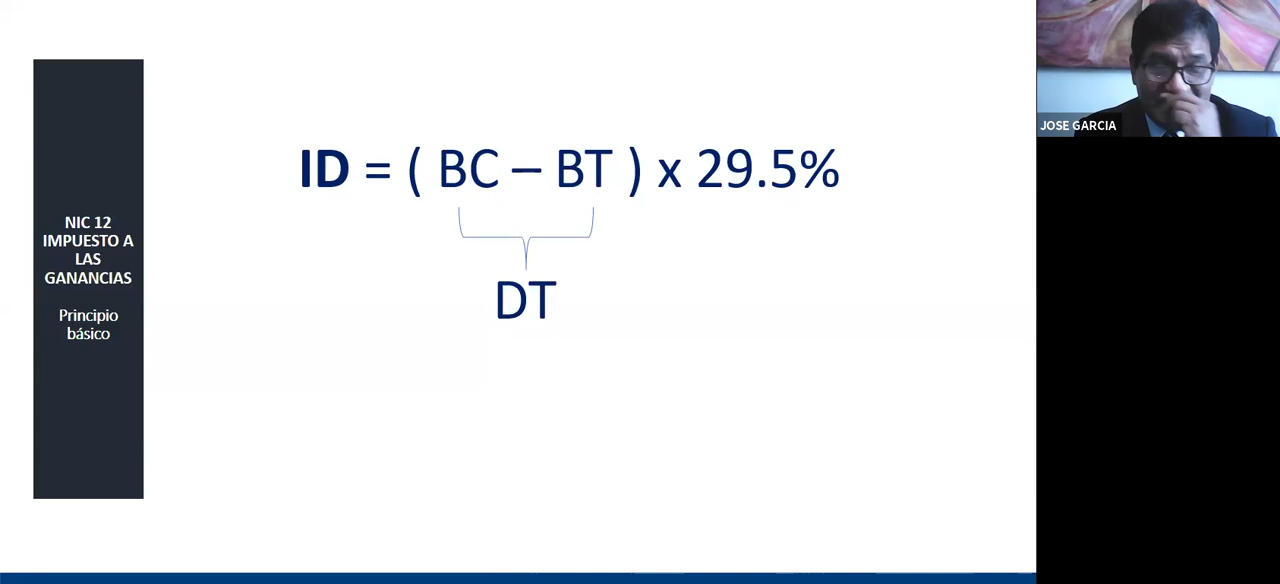 NIC 12
IMPUESTO A
LAS
GANANCIAS
Principio
básico
ID = ( BC – BT ) x 29.5%
DT
JOSE GARCIA